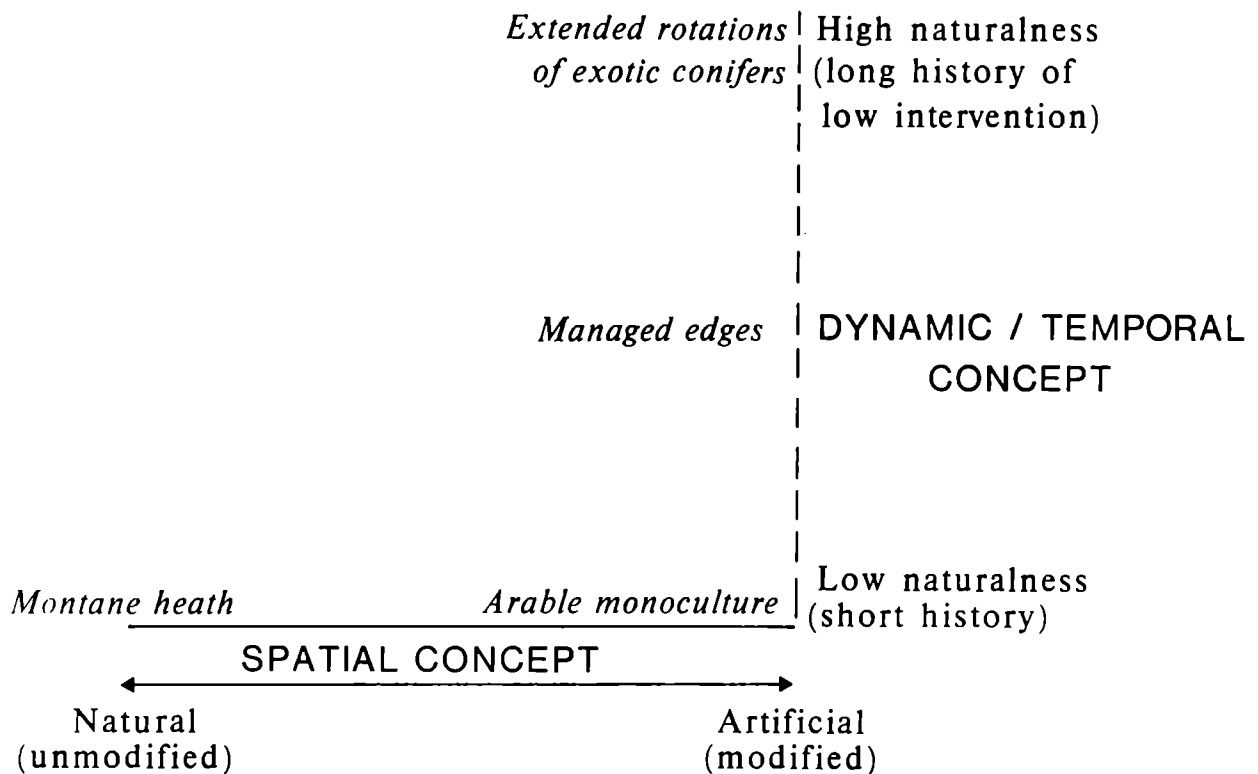 Extended rotations
of exotic conifers
High naturalness
(long history of
low intervention)
Managed edges
DYNAMIC / TEMPORAL
CONCEPT
Montane heath
Arable monoculture
Low naturalness
(short history)
SPATIAL CONCEPT
Natural
(unmodified)
Artificial
(modified)